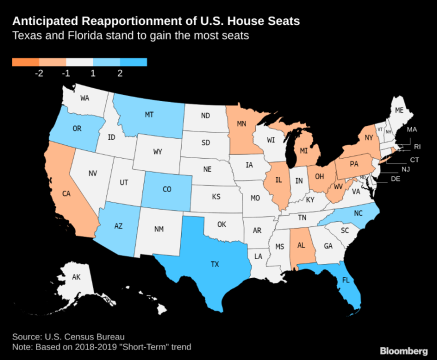 Anticipated Reapportionment of U.S. House Seats
Texas and Florida stand to gain the most seats
-2 -1 1 2
WA
MT
ND
MN
ME
OR
ID
SD
WI
MI
NY
MA
WY
RI
IA
PA
CT
NV
NE
NJ
UT
IL
IN
OH
DE
CA
CO
KS
MO
WV
VA
KY
NC
TN
AZ
NM
OK
AR
SC
MS
AL
GA
TX
LA
FL
AK
Source: U.S. Census Bureau
Note: Based on 2018-2019 "Short-Term" trend
Bloomberg